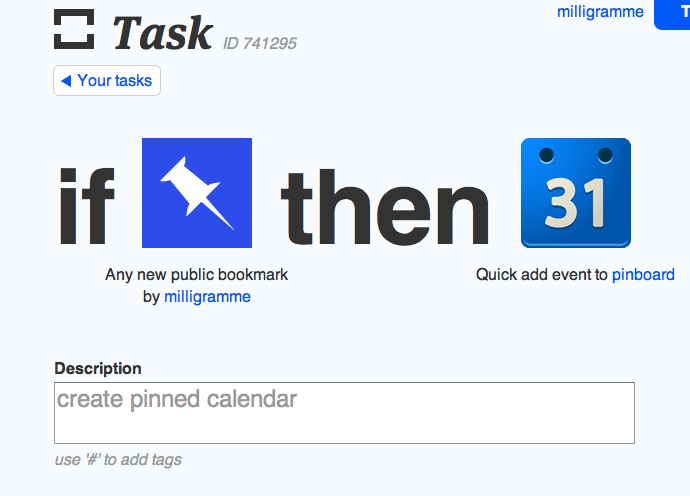 milligramme
T
Task ID 741295
Your tasks
if then
31
Any new public bookmark
by milligramme
Quick add event to pinboard
Description
create pinned calendar
use '#' to add tags